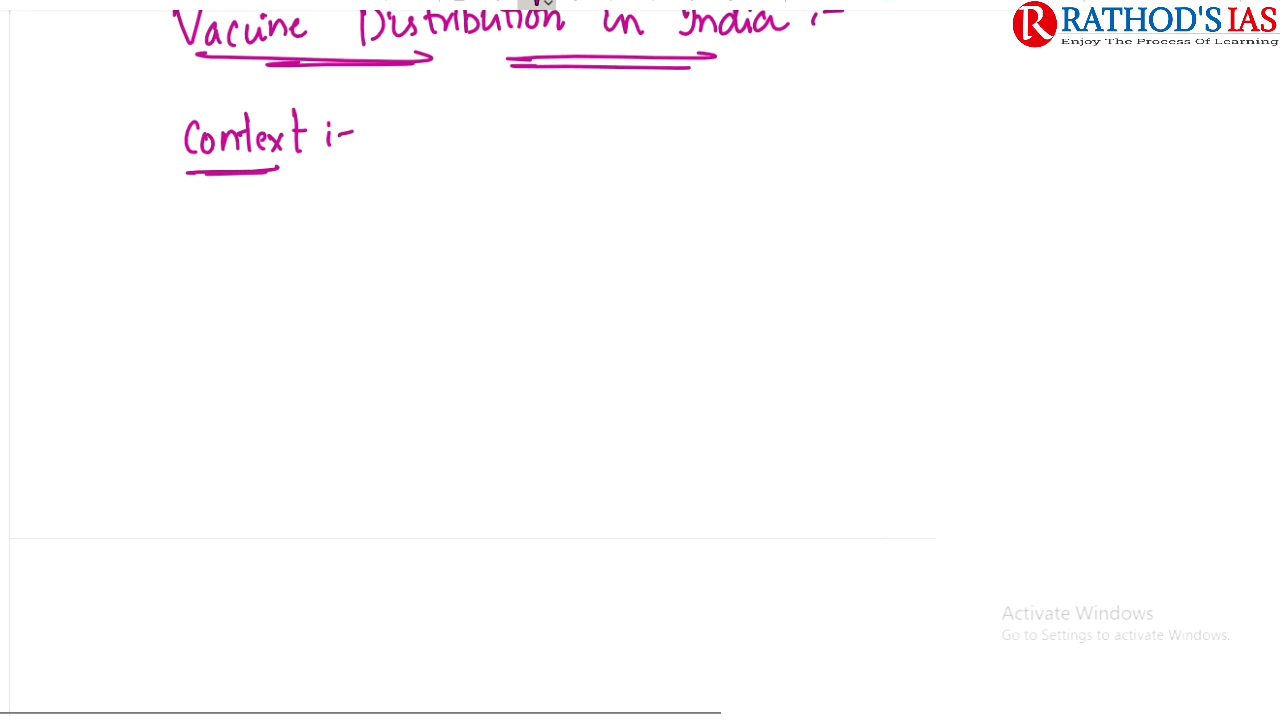 Vaccine Distribution in India :-
RATHOD'S IAS
Enjoy The Process Of Learning
Context :-
Activate Windows
Go to Settings to activate Windows.